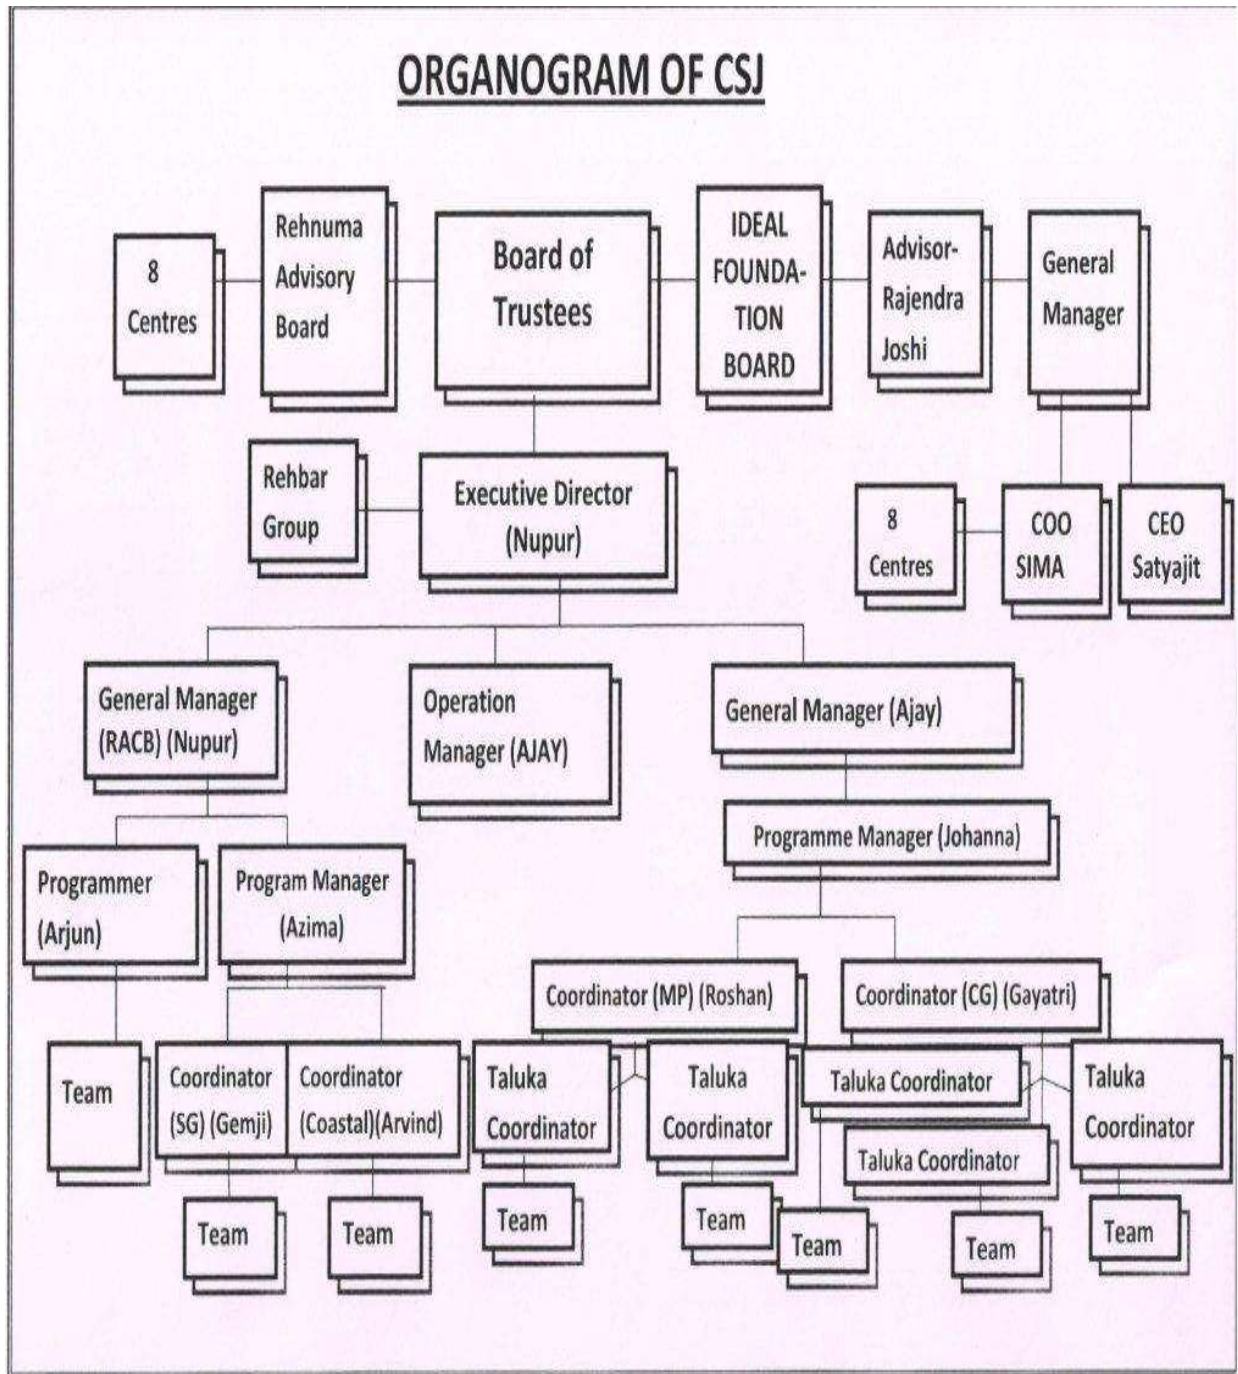 ORGANOGRAM OF CSJ
8
Centres
Rehnuma
Advisory
Board
Board of
Trustees
IDEAL
FOUNDA-
TION
BOARD
Advisor-
Rajendra
Joshi
General
Manager
Rehbar
Group
Executive Director
(Nupur)
8
Centres
COO
SIMA
CEO
Satyajit
General Manager
(RACB) (Nupur)
Operation
Manager (AJAY)
General Manager (Ajay)
Programme Manager (Johanna)
Programmer
(Arjun)
Program Manager
(Azima)
Coordinator (MP) (Roshan)
Coordinator (CG) (Gayatri)
Team
Coordinator
(SG) (Gemji)
Coordinator
(Coastal)(Arvind)
Taluka
Coordinator
Taluka
Coordinator
Taluka Coordinator
Taluka Coordinator
Taluka
Coordinator
Team
Team
Team
Team
Team
Team
Team